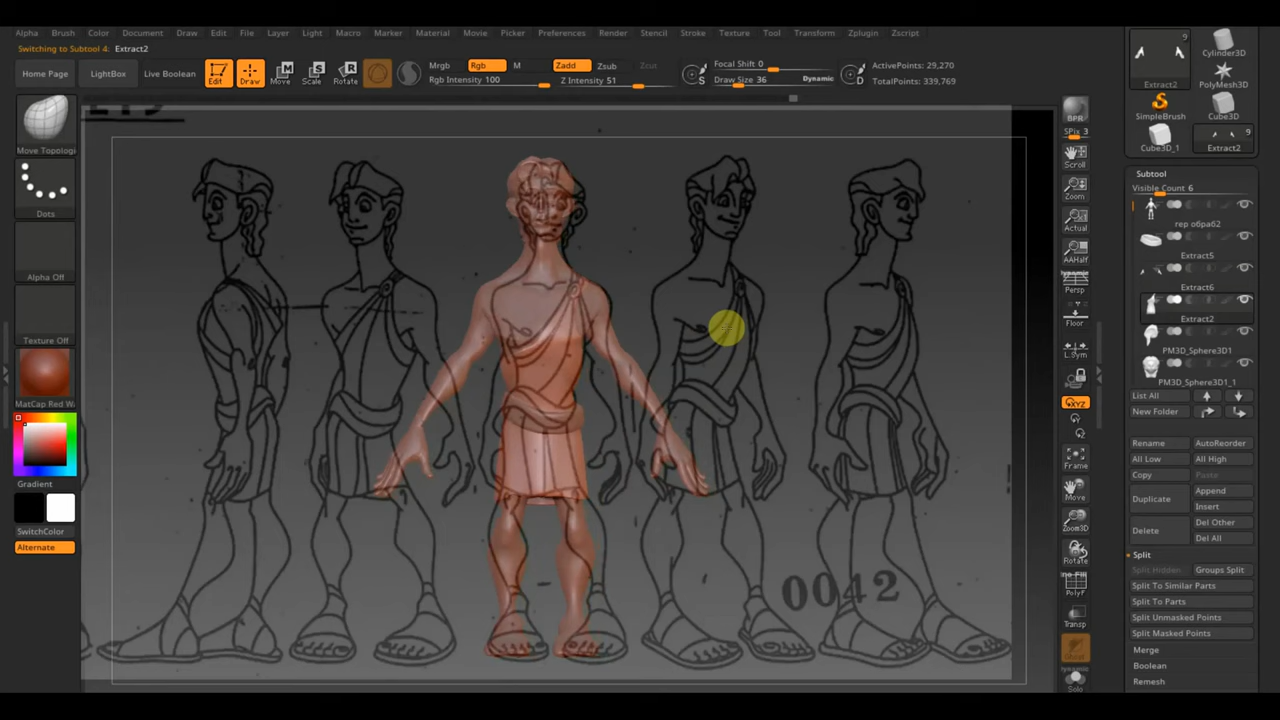 Alpha Brush Color Document Draw Edit File Layer Light Macro Marker Material Movie Picker Preferences Render Stencil Stroke Texture Tool Transform Zplugin Zscript
Switching to Subtool 4: Extract2
Home Page LightBox Live Boolean Edit Draw Move Scale Rotate
Mrgb Rgb M Zadd Zsub Zcut
Rgb Intensity 100 Z Intensity 51
S Focal Shift 0
Draw Size 36 Dynamic D
ActivePoints: 29,270
TotalPoints: 339,769
Move Topologi
Dots
Alpha Off
Texture Off
MatCap Red Wa
Gradient
SwitchColor
Alternate
0042
BPR
SPix 3
Scroll
Zoom
Actual
AAHalf
Dynamic
Persp
Floor
L.Sym
XYZ
Frame
Move
Zoom3D
Rotate
PolyF
Transp
Solo
9
Cylinder3D
Extract2 PolyMesh3D
SimpleBrush Cube3D
9
Cube3D_1 Extract2
Subtool
Visible Count 6
гер обраб2
Extract5
Extract6
Extract2
PM3D_Sphere3D1
PM3D_Sphere3D1_1
List All
New Folder
Rename AutoReorder
All Low All High
Copy Paste
Duplicate Append
Insert
Delete Del Other
Del All
Split
Split Hidden Groups Split
Split To Similar Parts
Split To Parts
Split Unmasked Points
Split Masked Points
Merge
Boolean
Remesh